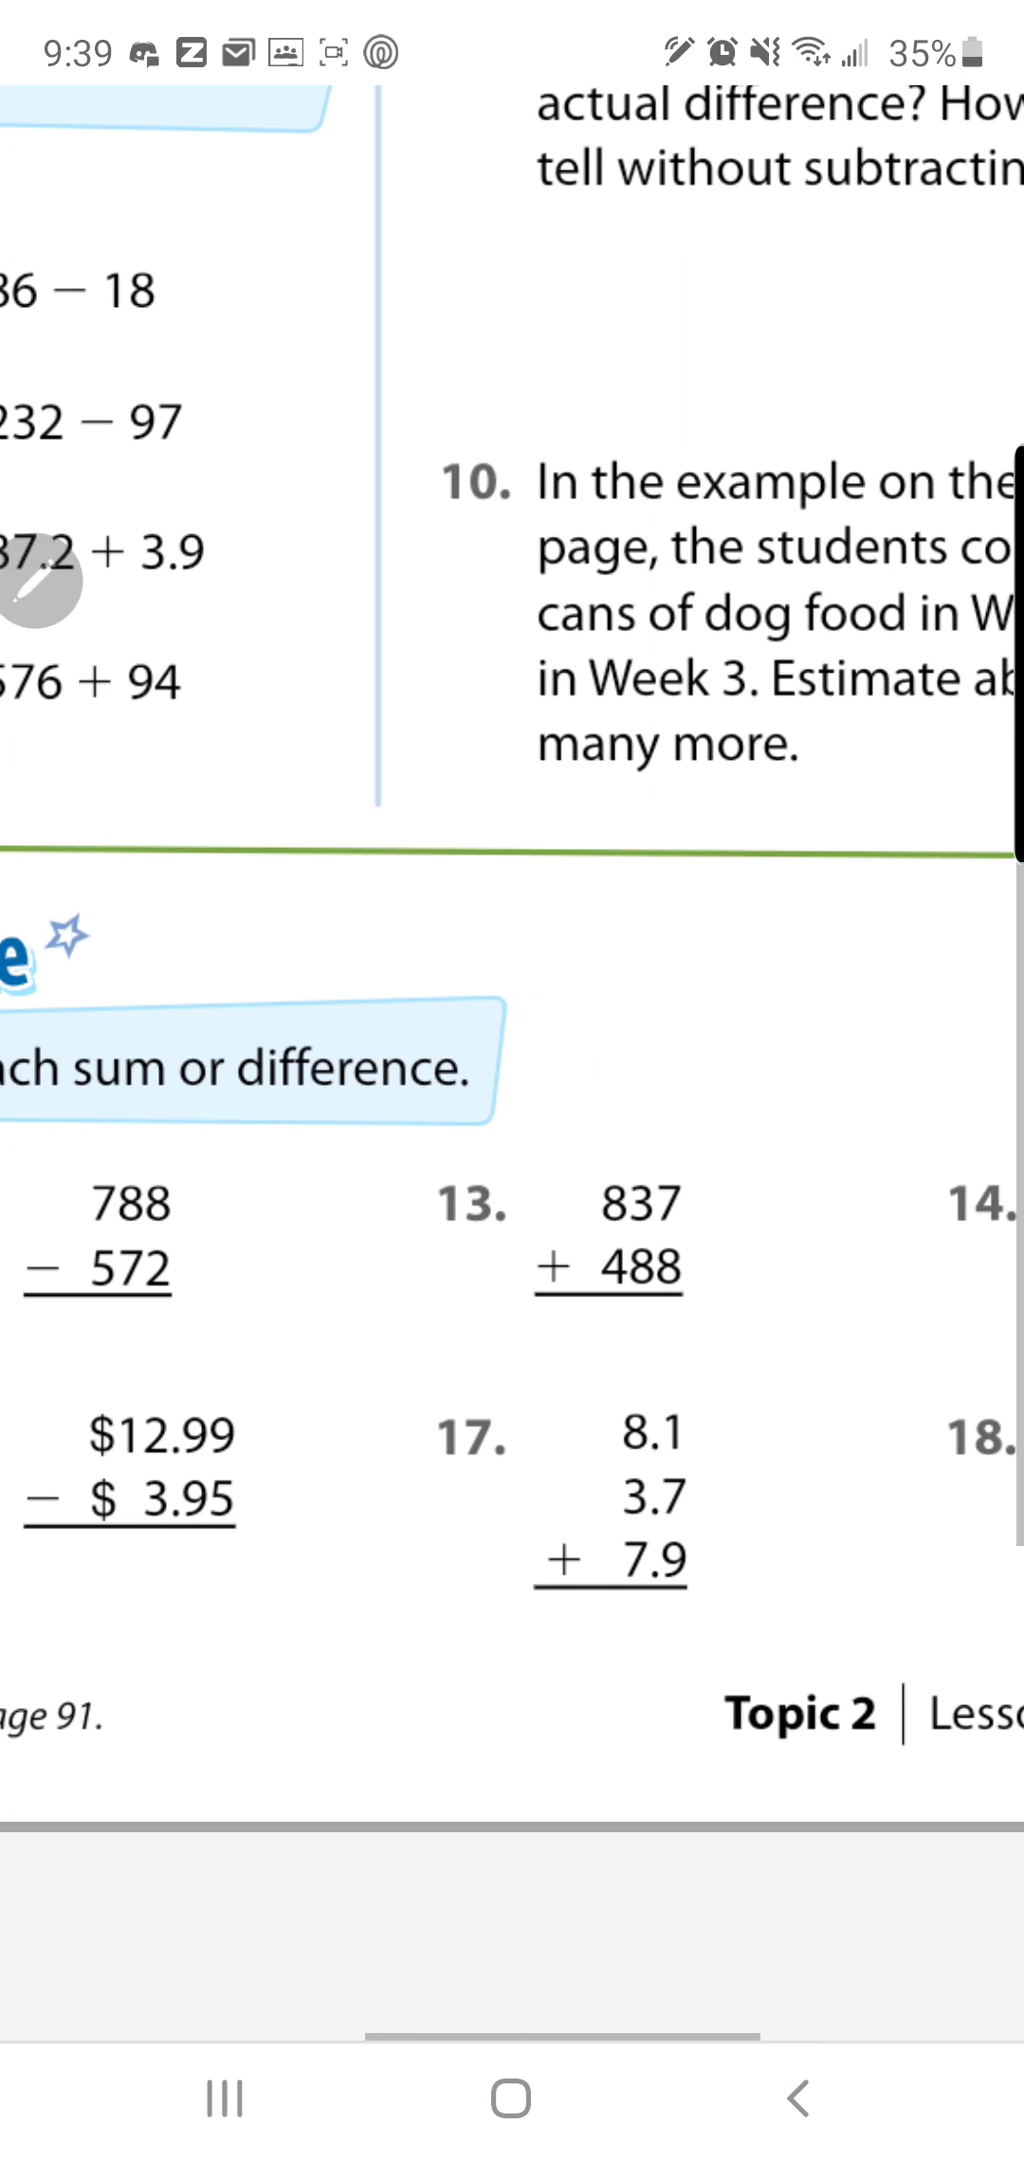 9:39
35%
actual difference? How
tell without subtractin
36 − 18
232 − 97
37.2 + 3.9
576 + 94
10. In the example on the
page, the students co
cans of dog food in W
in Week 3. Estimate ab
many more.
e
ach sum or difference.
788
− 572
13. 837
+ 488
14.
$12.99
− $ 3.95
17. 8.1
3.7
+ 7.9
18.
age 91.
Topic 2 | Lesso